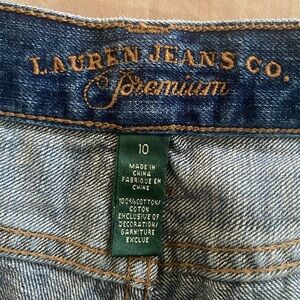 LAUREN JEANS CO.
Premium
10
MADE IN
CHINA
FABRIQUÉ EN
CHINE
100%COTTON/
COTON
EXCLUSIVE OF
DECORATION/
GARNITURE
EXCLUE